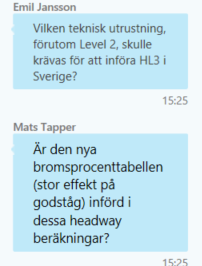 Emil Jansson
Vilken teknisk utrustning,
förutom Level 2, skulle
krävas för att införa HL3 i
Sverige?
15:25
Mats Tapper
Är den nya
bromsprocenttabellen
(stor effekt på
godståg) införd i
dessa headway
beräkningar?
15:25